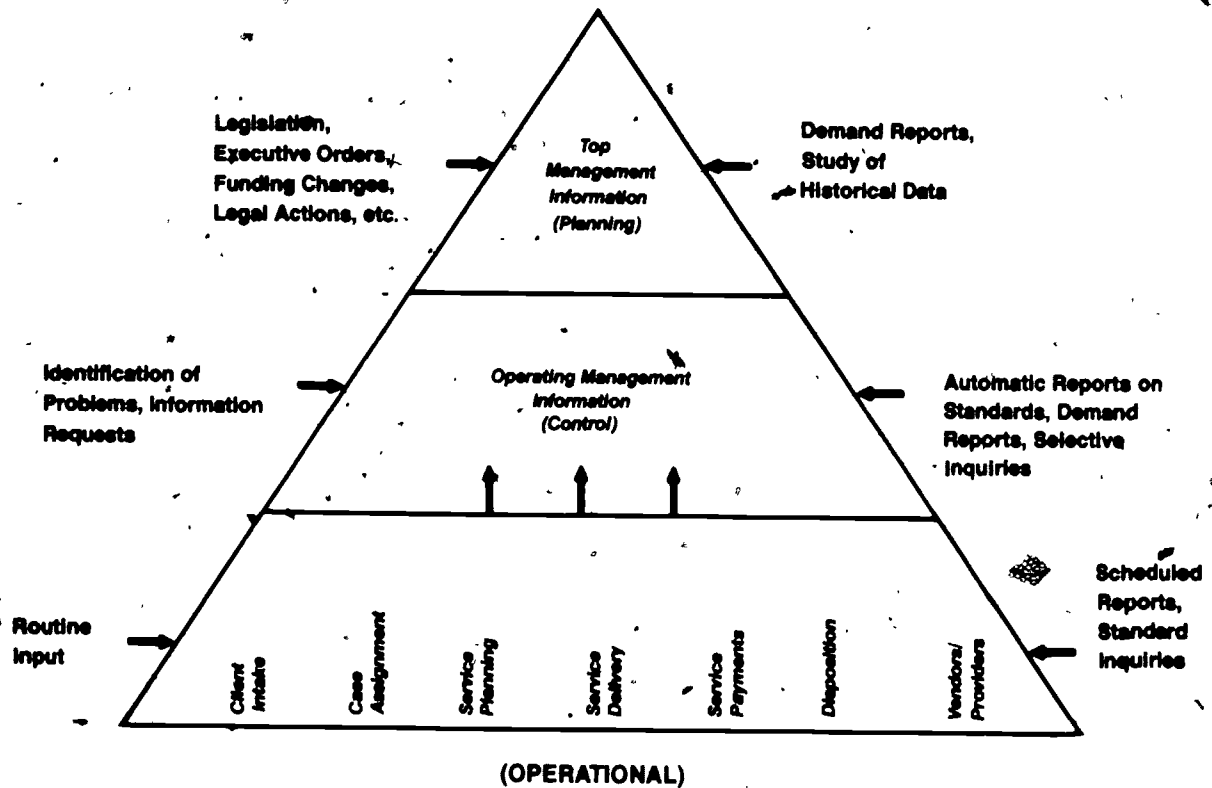 Legislation,
Executive Orders,
Funding Changes,
Legal Actions, etc.
Top
Management
Information
(Planning)
Demand Reports,
Study of
Historical Data
Identification of
Problems, Information
Requests
Operating Management
Information
(Control)
Automatic Reports on
Standards, Demand
Reports, Selective
Inquiries
Routine
Input
Client
Intake
Case
Assignment
Service
Planning
Service
Delivery
Service
Payments
Disposition
Vendors/
Providers
Scheduled
Reports,
Standard
Inquiries
(OPERATIONAL)